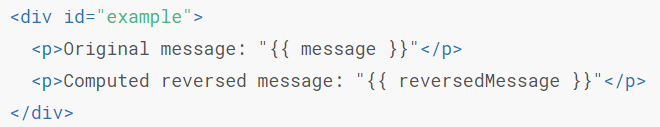 <div id="example">
  <p>Original message: "{{ message }}"</p>
  <p>Computed reversed message: "{{ reversedMessage }}"</p>
</div>